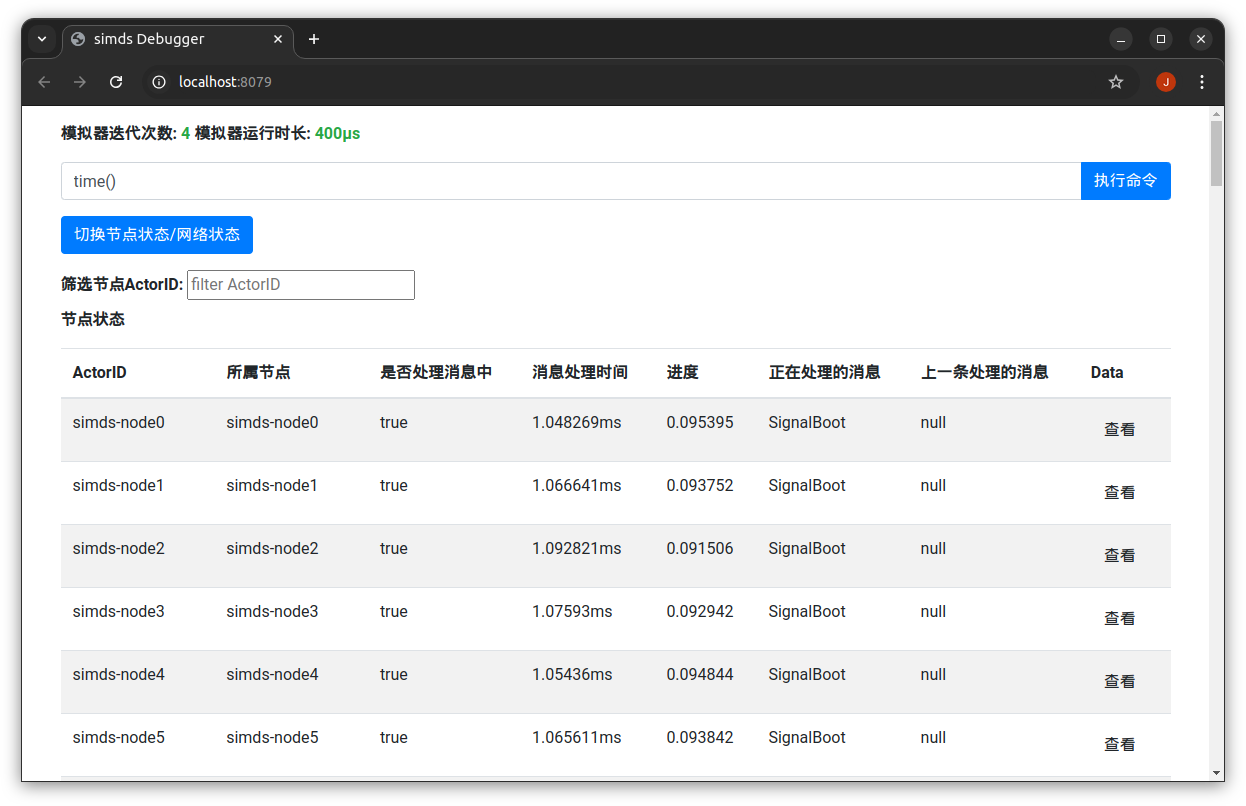 simds Debugger
localhost:8079
J
模拟器迭代次数: 4 模拟器运行时长: 400µs
time() 执行命令
切换节点状态/网络状态
筛选节点ActorID: filter ActorID
节点状态
ActorID 所属节点 是否处理消息中 消息处理时间 进度 正在处理的消息 上一条处理的消息 Data
simds-node0 simds-node0 true 1.048269ms 0.095395 SignalBoot null 查看
simds-node1 simds-node1 true 1.066641ms 0.093752 SignalBoot null 查看
simds-node2 simds-node2 true 1.092821ms 0.091506 SignalBoot null 查看
simds-node3 simds-node3 true 1.07593ms 0.092942 SignalBoot null 查看
simds-node4 simds-node4 true 1.05436ms 0.094844 SignalBoot null 查看
simds-node5 simds-node5 true 1.065611ms 0.093842 SignalBoot null 查看